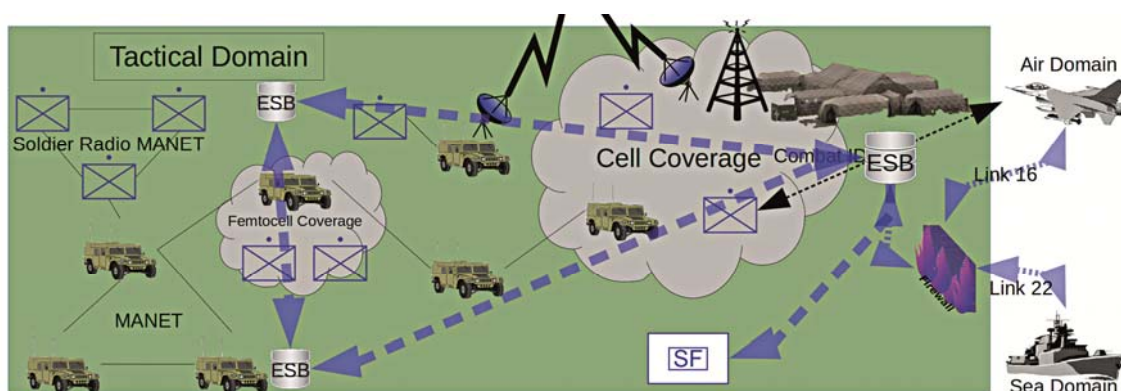 Tactical Domain
Air Domain
ESB
Soldier Radio MANET
Cell Coverage
Combat ID
ESB
Link 16
Femtocell Coverage
Link 22
Firewall
MANET
SF
ESB
Sea Domain